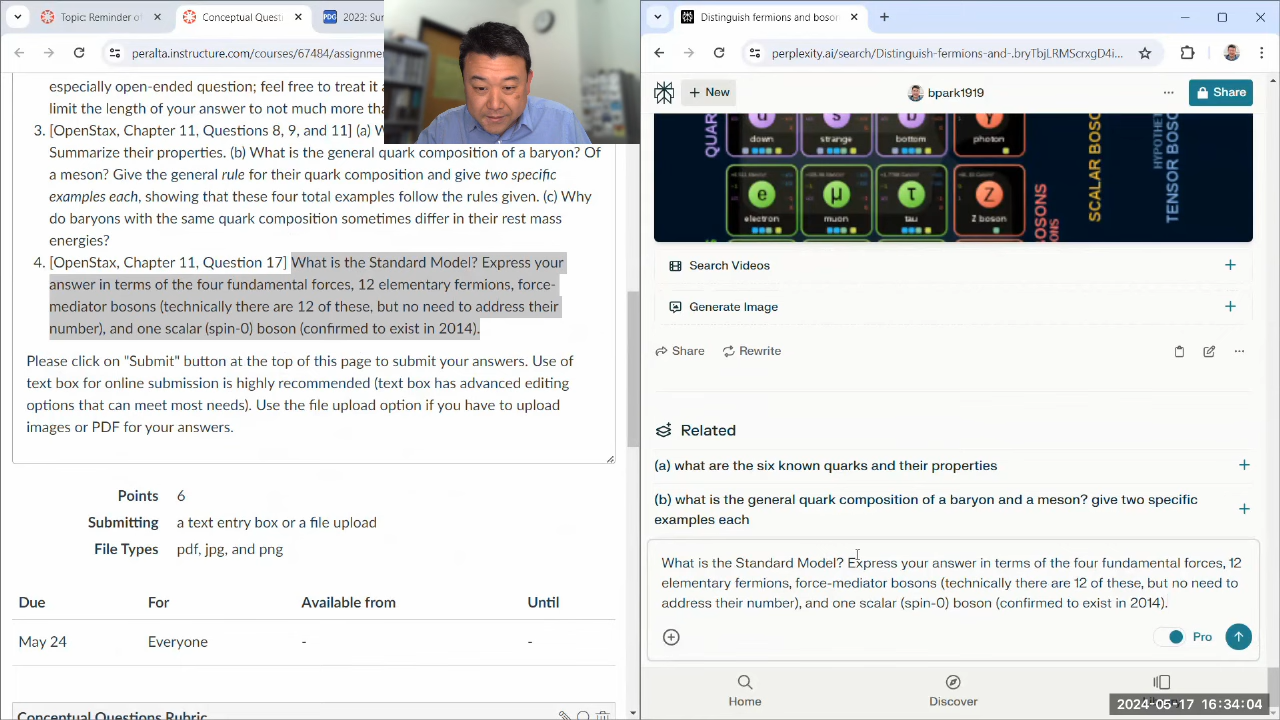 Topic: Reminder of
Conceptual Questi
PDG
2023: Sum
peralta.instructure.com/courses/67484/assignme
especially open-ended question; feel free to treat it a
limit the length of your answer to not much more tha
3. [OpenStax, Chapter 11, Questions 8, 9, and 11] (a) W
Summarize their properties. (b) What is the general quark composition of a baryon? Of
a meson? Give the general rule for their quark composition and give two specific
examples each, showing that these four total examples follow the rules given. (c) Why
do baryons with the same quark composition sometimes differ in their rest mass
energies?
4. [OpenStax, Chapter 11, Question 17] What is the Standard Model? Express your
answer in terms of the four fundamental forces, 12 elementary fermions, force-
mediator bosons (technically there are 12 of these, but no need to address their
number), and one scalar (spin-0) boson (confirmed to exist in 2014).
Please click on "Submit" button at the top of this page to submit your answers. Use of
text box for online submission is highly recommended (text box has advanced editing
options that can meet most needs). Use the file upload option if you have to upload
images or PDF for your answers.
Points 6
Submitting a text entry box or a file upload
File Types pdf, jpg, and png
Due For Available from Until
May 24 Everyone - -
Conceptual Questions Rubric
Distinguish fermions and boson
perplexity.ai/search/Distinguish-fermions-and-.bryTbjLRMScqgD4i...
New
bpark1919
Share
QUAR
down strange bottom photon
electron muon tau Z boson
BOSONS
SCALAR BOSO
HYPOTHET
TENSOR BOSO
Search Videos
Generate Image
Share Rewrite
Related
(a) what are the six known quarks and their properties
(b) what is the general quark composition of a baryon and a meson? give two specific
examples each
What is the Standard Model? Express your answer in terms of the four fundamental forces, 12
elementary fermions, force-mediator bosons (technically there are 12 of these, but no need to
address their number), and one scalar (spin-0) boson (confirmed to exist in 2014).
Pro
Home Discover
2024-05-17 16:34:04